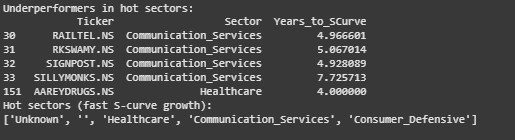 Underperformers in hot sectors:
Ticker Sector Years_to_SCurve
30 RAILTEL.NS Communication_Services 4.966601
31 RKSWAMY.NS Communication_Services 5.067014
32 SIGNPOST.NS Communication_Services 4.928089
33 SILLYMONKS.NS Communication_Services 7.725713
151 AAREYDRUGS.NS Healthcare 4.000000
Hot sectors (fast S-curve growth):
['Unknown', '', 'Healthcare', 'Communication_Services', 'Consumer_Defensive']